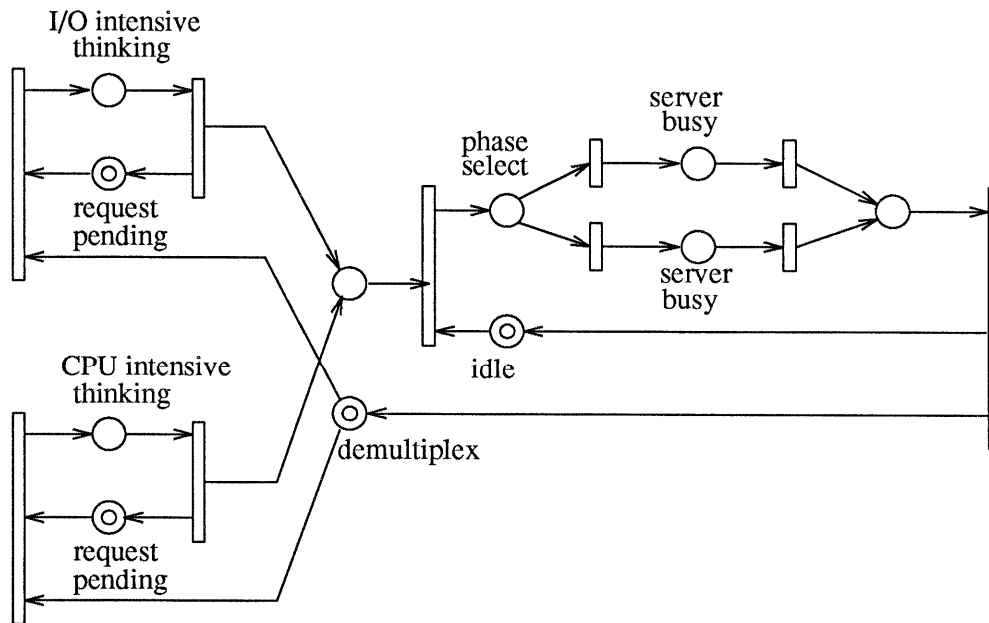 I/O intensive
thinking
request
pending
phase
select
server
busy
server
busy
idle
CPU intensive
thinking
demultiplex
request
pending